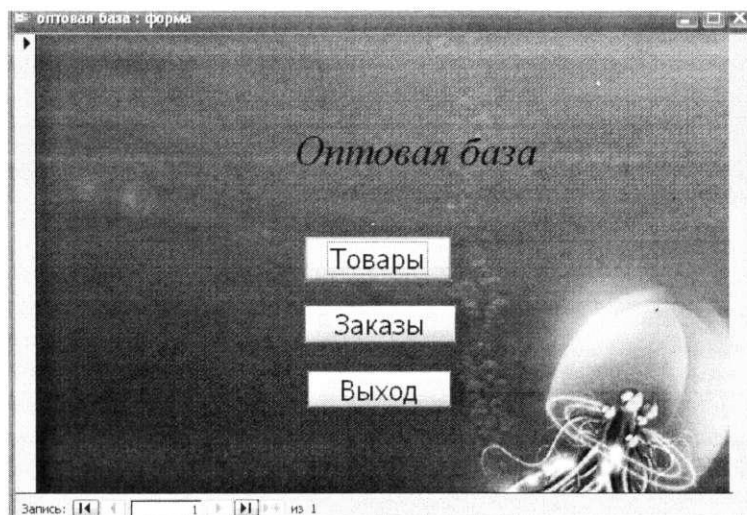 оптовая база : форма
Оптовая база
Товары
Заказы
Выход
Запись: 1 из 1